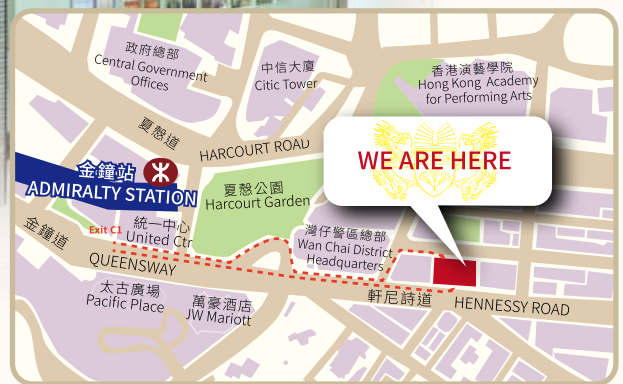 政府總部
Central Government
Offices
中信大廈
Citic Tower
香港演藝學院
Hong Kong Academy
for Performing Arts
夏慤道
HARCOURT ROAD
WE ARE HERE
金鐘站
ADMIRALTY STATION
夏慤公園
Harcourt Garden
金鐘道
Exit C1
統一中心
United Ctr
灣仔警區總部
Wan Chai District
Headquarters
QUEENSWAY
太古廣場
Pacific Place
萬豪酒店
JW Mariott
軒尼詩道
HENNESSY ROAD